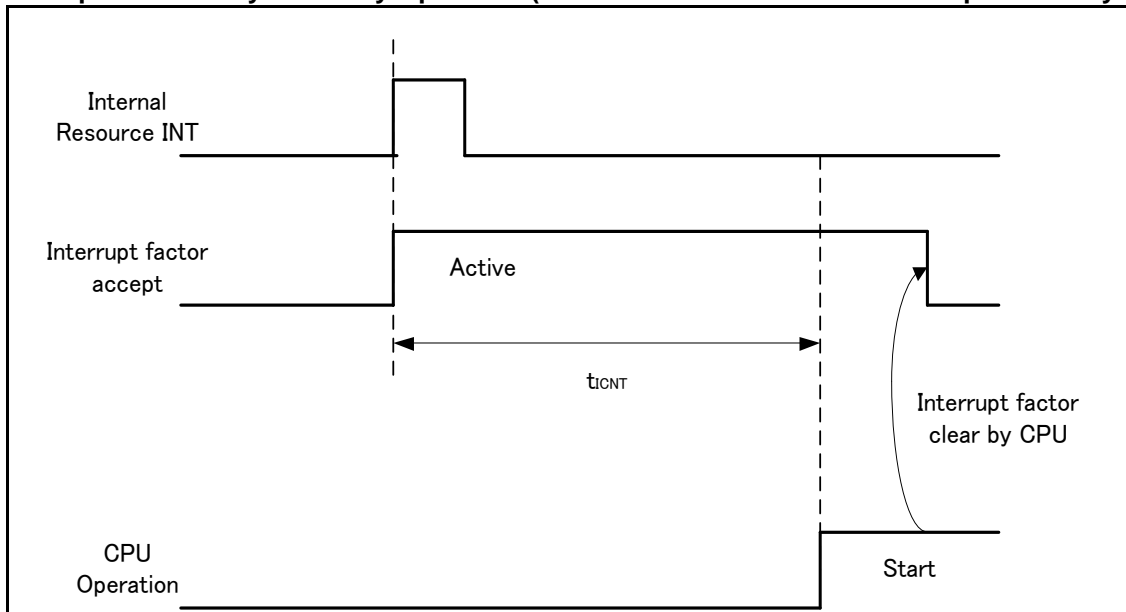 Internal
Resource INT
Interrupt factor
accept
Active
tICNT
Interrupt factor
clear by CPU
CPU
Operation
Start